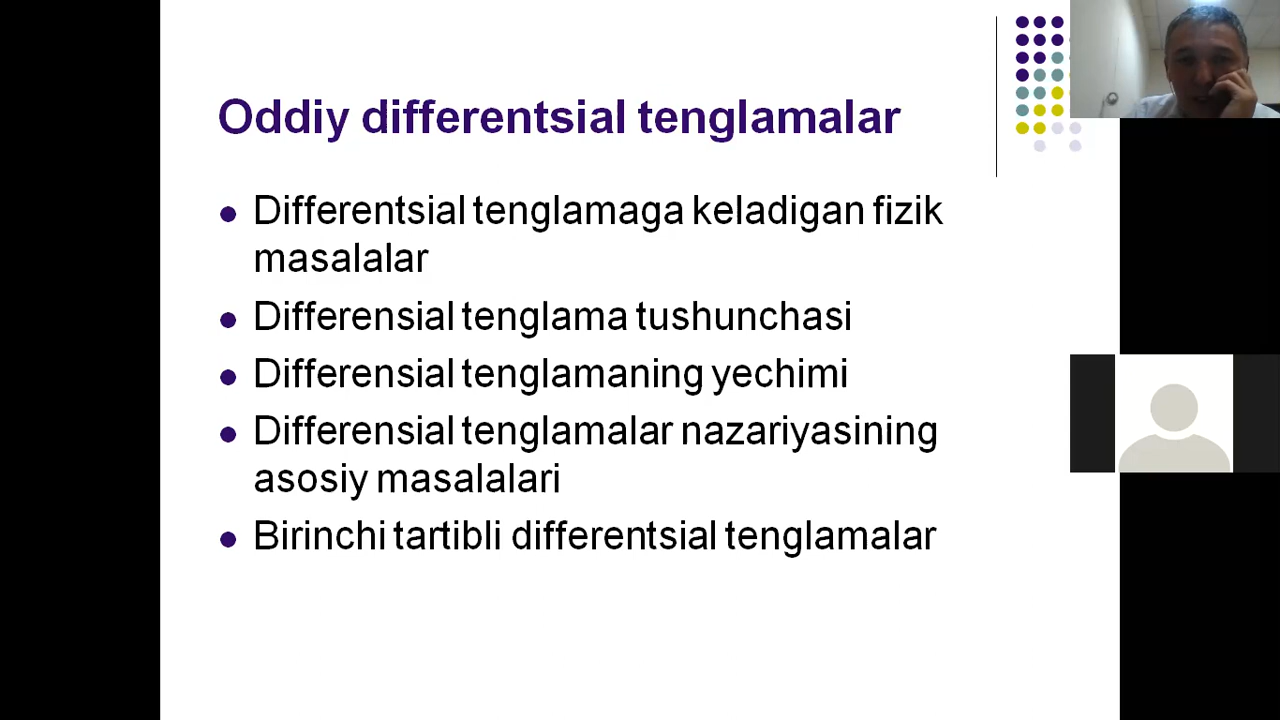 Oddiy differentsial tenglamalar
Differentsial tenglamaga keladigan fizik
masalalar
Differensial tenglama tushunchasi
Differensial tenglamaning yechimi
Differensial tenglamalar nazariyasining
asosiy masalalari
Birinchi tartibli differentsial tenglamalar